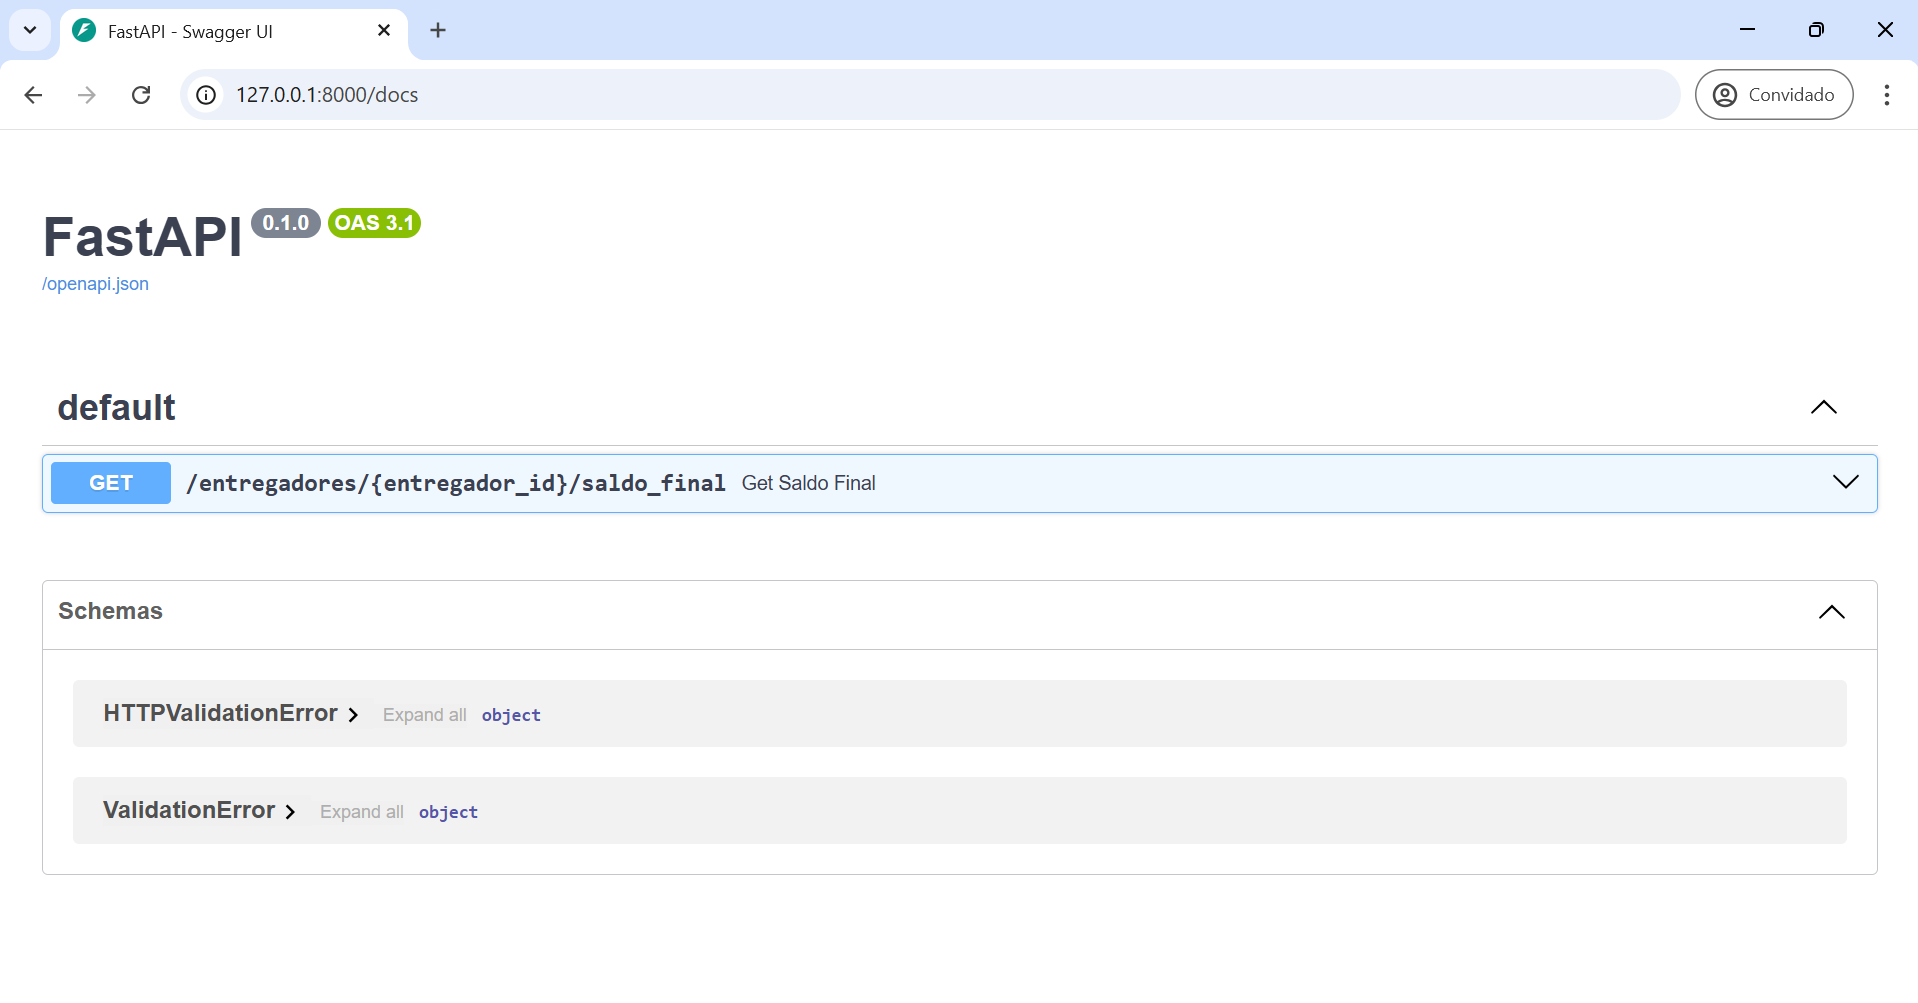 FastAPI - Swagger UI
127.0.0.1:8000/docs
Convidado
FastAPI 0.1.0 OAS 3.1
/openapi.json
default
GET /entregadores/{entregador_id}/saldo_final Get Saldo Final
Schemas
HTTPValidationError Expand all object
ValidationError Expand all object